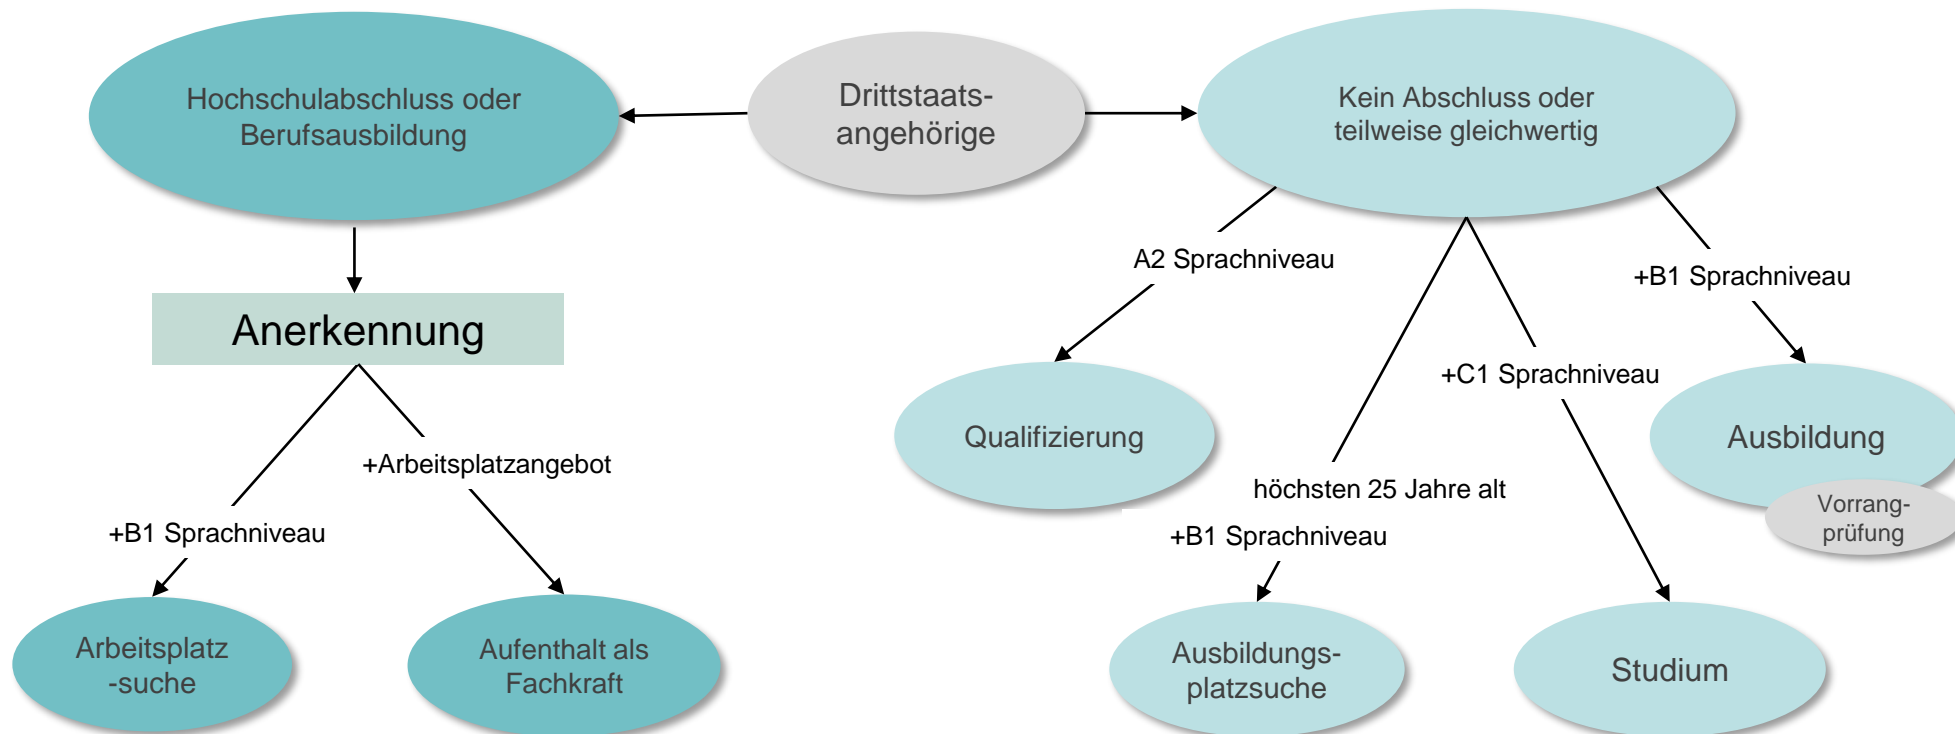 Hochschulabschluss oder
Berufsausbildung
Drittstaats-
angehörige
Kein Abschluss oder
teilweise gleichwertig
A2 Sprachniveau
+B1 Sprachniveau
Anerkennung
+C1 Sprachniveau
Qualifizierung
Ausbildung
+Arbeitsplatzangebot
höchsten 25 Jahre alt
Vorrang-
prüfung
+B1 Sprachniveau
+B1 Sprachniveau
Arbeitsplatz
-suche
Aufenthalt als
Fachkraft
Ausbildungs-
platzsuche
Studium